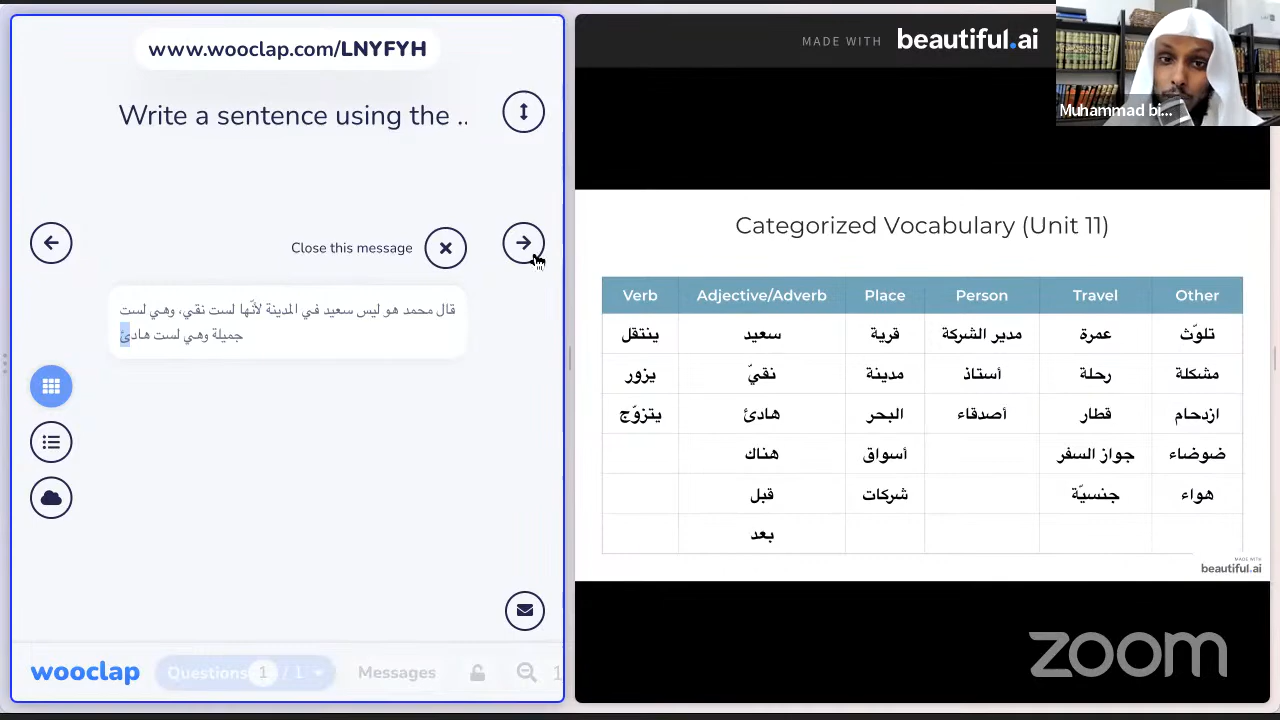 www.wooclap.com/LNYFYH
Write a sentence using the ..
Close this message
قال محمد هو ليس سعيد في المدينة لأنّها لست نقي، وهي لست
جميلة وهي لست هادئ
wooclap
Questions 1 / 1
Messages
1
MADE WITH beautiful.ai
Muhammad bi...
Categorized Vocabulary (Unit 11)
Verb Adjective/Adverb Place Person Travel Other
ينتقل سعيد قرية مدير الشركة عمرة تلوّث
يزور نقيّ مدينة أستاذ رحلة مشكلة
يتزوّج هادئ البحر أصدقاء قطار ازدحام
هناك أسواق جواز السفر ضوضاء
قبل شركات جنسيّة هواء
بعد
MADE WITH
beautiful.ai
zoom